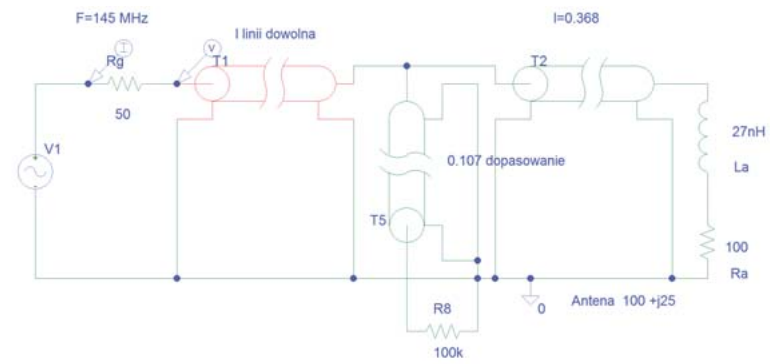 F=145 MHz
l linii dowolna
l=0.368
I
v
Rg
T1
T2
50
27nH
V1
0.107 dopasowanie
La
T5
100
Ra
R8
0
Antena 100 +j25
100k